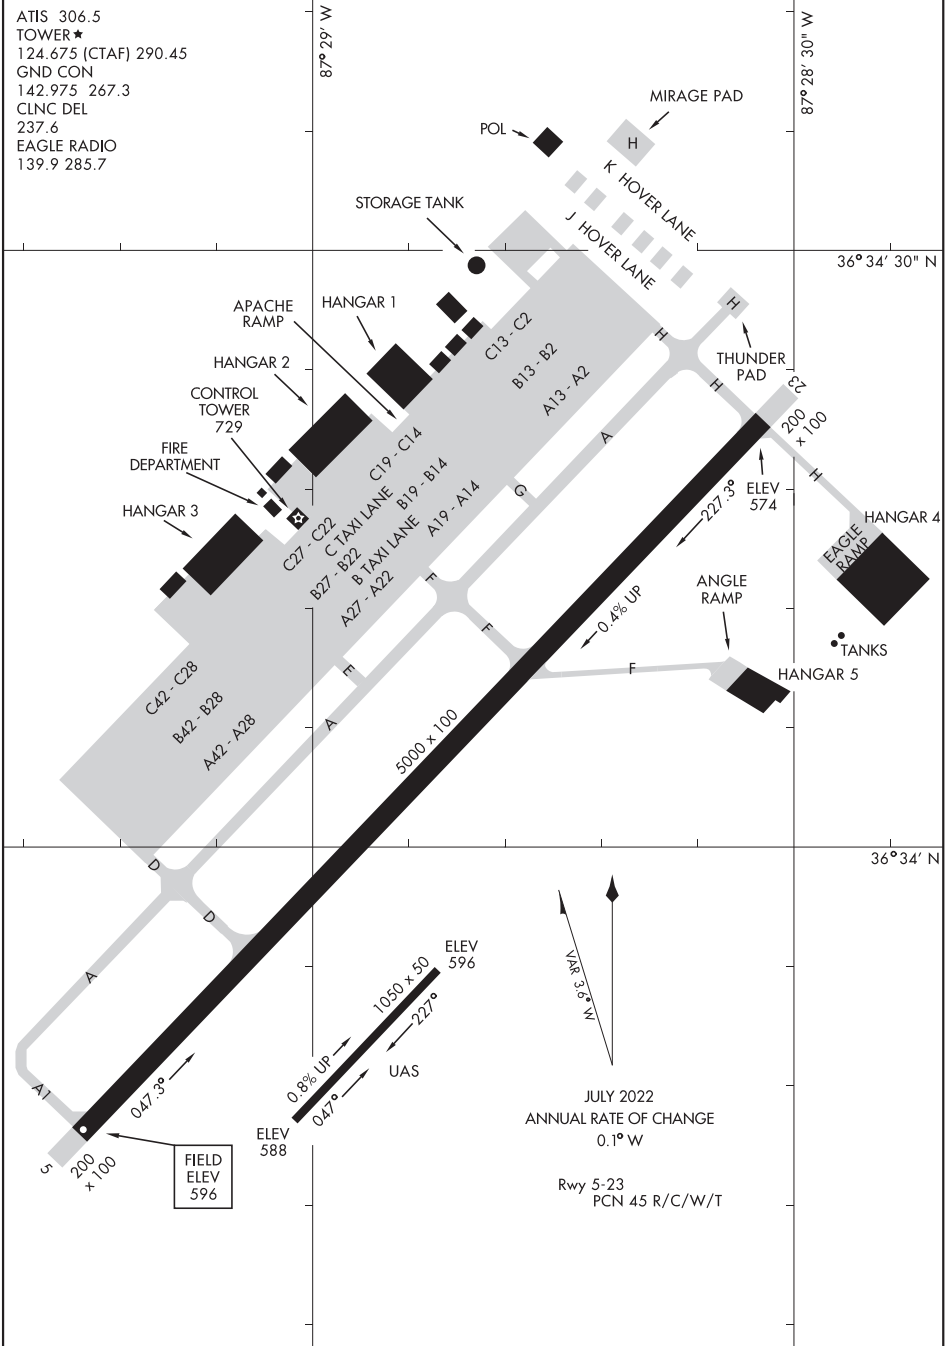 ATIS 306.5
TOWER★
124.675 (CTAF) 290.45
GND CON
142.975 267.3
CLNC DEL
237.6
EAGLE RADIO
139.9 285.7
87° 29' W
87° 28' 30" W
MIRAGE PAD
POL
H
K HOVER LANE
J HOVER LANE
STORAGE TANK
36° 34' 30" N
HANGAR 1
APACHE
RAMP
H
H
THUNDER
PAD
HANGAR 2
C13 - C2
B13 - B2
A13 - A2
H
23
CONTROL
TOWER
729
200
x 100
FIRE
DEPARTMENT
C19 - C14
A
H
B19 - B14
G
ELEV
574
227.3°
A19 - A14
HANGAR 3
C TAXI LANE
B TAXI LANE
C27 - C22
B27 - B22
A27 - A22
HANGAR 4
EAGLE
RAMP
F
ANGLE
RAMP
0.4% UP
F
TANKS
E
F
HANGAR 5
C42 - C28
B42 - B28
A42 - A28
A
5000 x 100
36° 34' N
D
D
A
ELEV
596
1050 x 50
227°
VAR 3.6° W
0.8% UP
UAS
047°
A1
047.3°
ELEV
588
JULY 2022
ANNUAL RATE OF CHANGE
0.1° W
5
200
x 100
FIELD
ELEV
596
Rwy 5-23
PCN 45 R/C/W/T